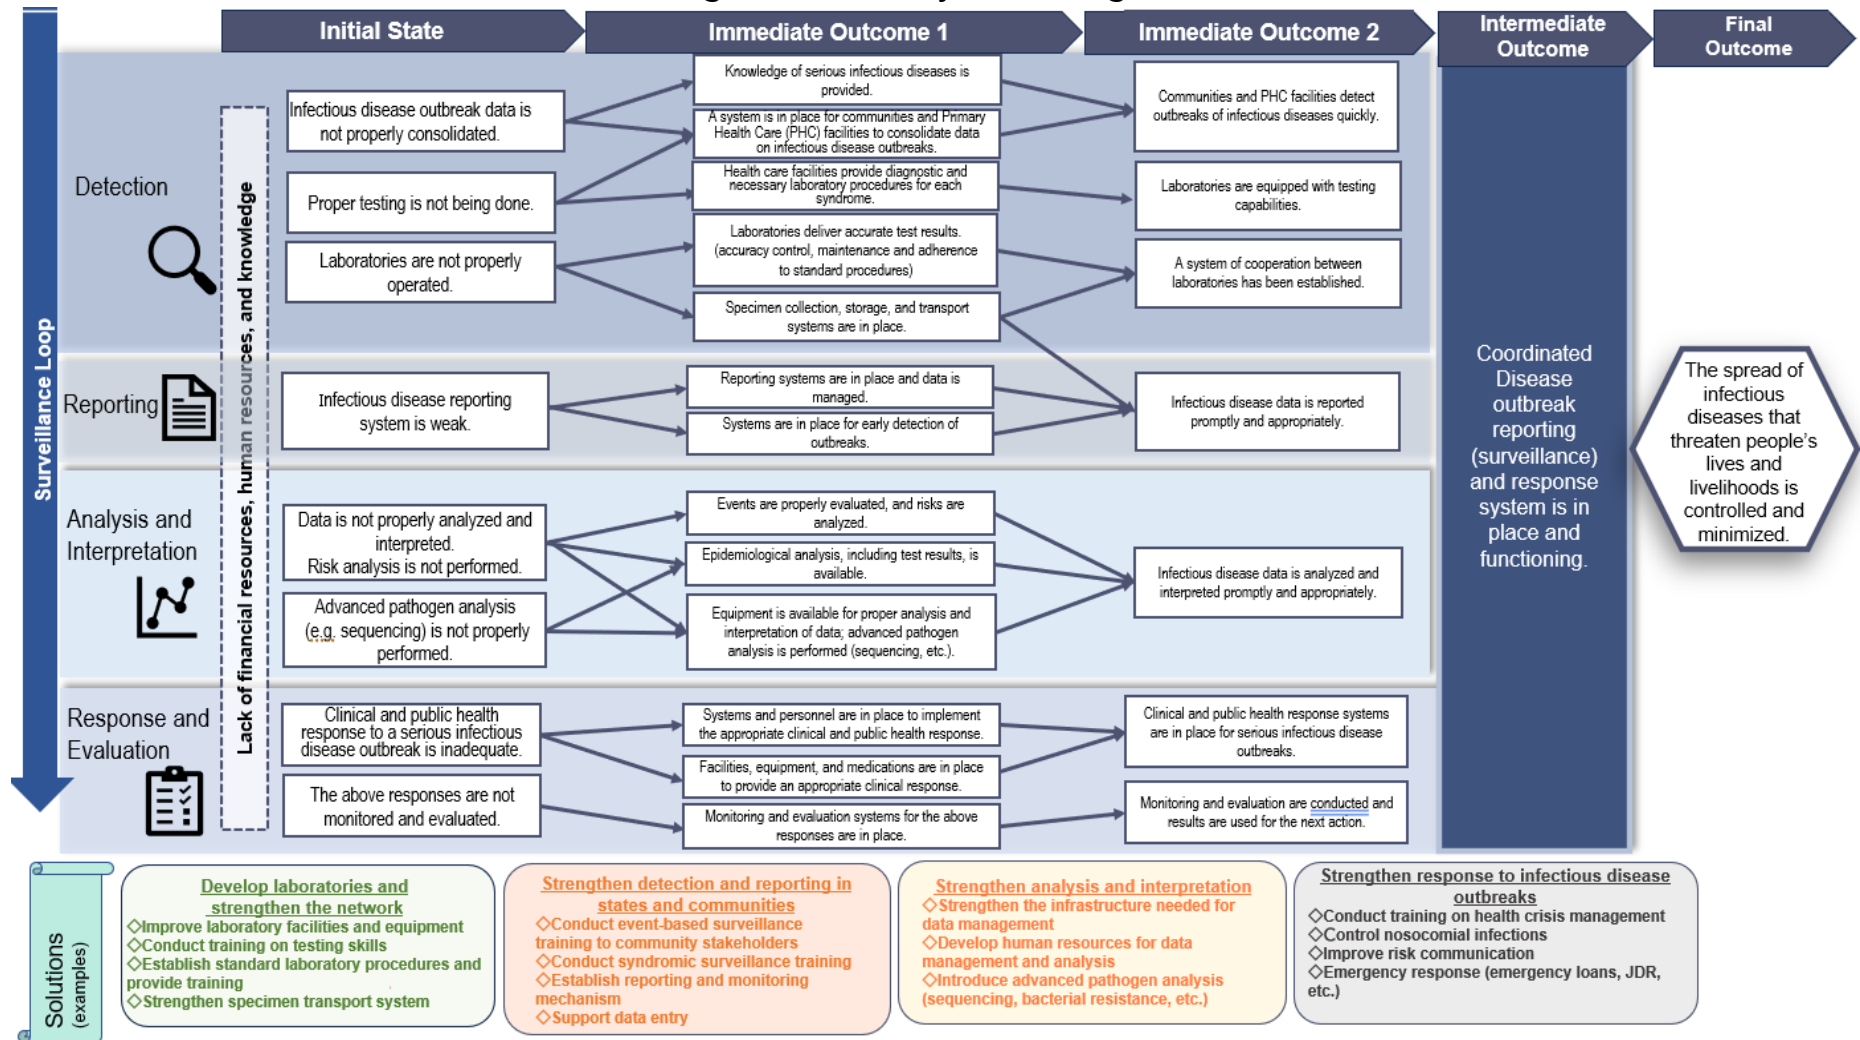 Initial State
Immediate Outcome 1
Immediate Outcome 2
Intermediate
Outcome
Final
Outcome
Surveillance Loop
Lack of financial resources, human resources, and knowledge
Detection
Infectious disease outbreak data is
not properly consolidated.
Proper testing is not being done.
Laboratories are not properly
operated.
Knowledge of serious infectious diseases is
provided.
A system is in place for communities and Primary
Health Care (PHC) facilities to consolidate data
on infectious disease outbreaks.
Health care facilities provide diagnostic and
necessary laboratory procedures for each
syndrome.
Laboratories deliver accurate test results.
(accuracy control, maintenance and adherence
to standard procedures)
Specimen collection, storage, and transport
systems are in place.
Communities and PHC facilities detect
outbreaks of infectious diseases quickly.
Laboratories are equipped with testing
capabilities.
A system of cooperation between
laboratories has been established.
Reporting
Infectious disease reporting
system is weak.
Reporting systems are in place and data is
managed.
Systems are in place for early detection of
outbreaks.
Infectious disease data is reported
promptly and appropriately.
Analysis and
Interpretation
Data is not properly analyzed and
interpreted.
Risk analysis is not performed.
Advanced pathogen analysis
(e.g. sequencing) is not properly
performed.
Events are properly evaluated, and risks are
analyzed.
Epidemiological analysis, including test results, is
available.
Equipment is available for proper analysis and
interpretation of data; advanced pathogen
analysis is performed (sequencing, etc.).
Infectious disease data is analyzed and
interpreted promptly and appropriately.
Response and
Evaluation
Clinical and public health
response to a serious infectious
disease outbreak is inadequate.
The above responses are not
monitored and evaluated.
Systems and personnel are in place to implement
the appropriate clinical and public health response.
Facilities, equipment, and medications are in place
to provide an appropriate clinical response.
Monitoring and evaluation systems for the above
responses are in place.
Clinical and public health response systems
are in place for serious infectious disease
outbreaks.
Monitoring and evaluation are conducted and
results are used for the next action.
Coordinated
Disease
outbreak
reporting
(surveillance)
and response
system is in
place and
functioning.
The spread of
infectious
diseases that
threaten people's
lives and
livelihoods is
controlled and
minimized.
Solutions
(examples)
Develop laboratories and
strengthen the network
◇Improve laboratory facilities and equipment
◇Conduct training on testing skills
◇Establish standard laboratory procedures and
provide training
◇Strengthen specimen transport system
Strengthen detection and reporting in
states and communities
◇Conduct event-based surveillance
training to community stakeholders
◇Conduct syndromic surveillance training
◇Establish reporting and monitoring
mechanism
◇Support data entry
Strengthen analysis and interpretation
◇Strengthen the infrastructure needed for
data management
◇Develop human resources for data
management and analysis
◇Introduce advanced pathogen analysis
(sequencing, bacterial resistance, etc.)
Strengthen response to infectious disease
outbreaks
◇Conduct training on health crisis management
◇Control nosocomial infections
◇Improve risk communication
◇Emergency response (emergency loans, JDR,
etc.)